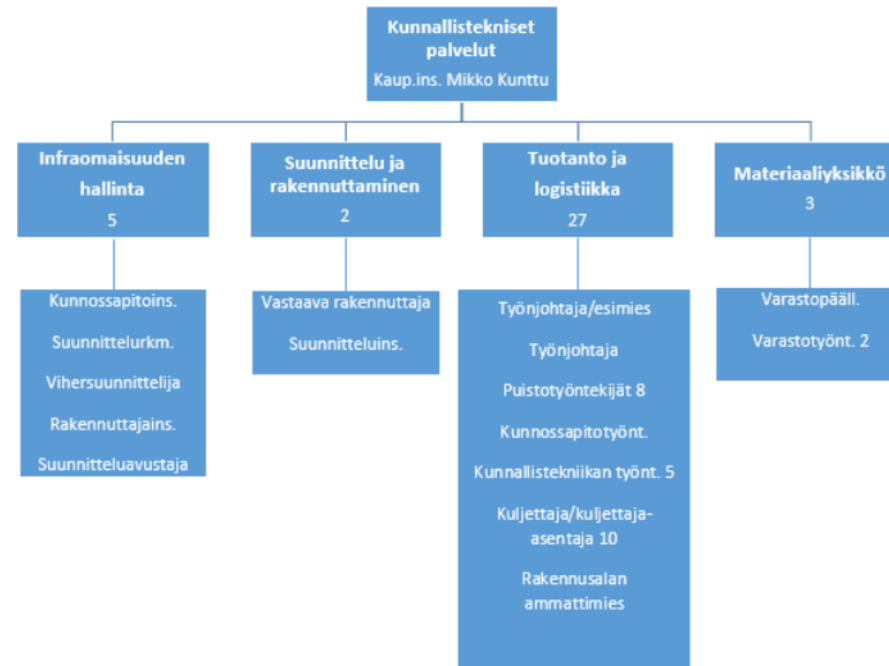 Kunnallistekniset
palvelut
Kaup.ins. Mikko Kunttu
Infraomaisuuden
hallinta
5
Suunnittelu ja
rakennuttaminen
2
Tuotanto ja
logistiikka
27
Materiaaliyksikkö
3
Kunnossapitoins.
Suunnittelurkm.
Vihersuunnittelija
Rakennuttajains.
Suunnitteluavustaja
Vastaava rakennuttaja
Suunnitteluins.
Työnjohtaja/esimies
Työnjohtaja
Puistotyöntekijät 8
Kunnossapitotyönt.
Kunnallistekniikan työnt. 5
Kuljettaja/kuljettaja-
asentaja 10
Rakennusalan
ammattimies
Varastopääll.
Varastotyönt. 2